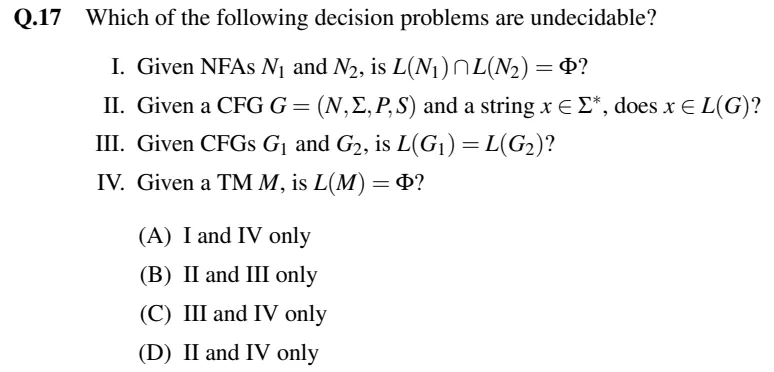 Q.17 Which of the following decision problems are undecidable?
I. Given NFAs N₁ and N₂, is L(N₁)∩L(N₂) = Φ?
II. Given a CFG G = (N,Σ,P,S) and a string x ∈ Σ*, does x ∈ L(G)?
III. Given CFGs G₁ and G₂, is L(G₁) = L(G₂)?
IV. Given a TM M, is L(M) = Φ?
(A) I and IV only
(B) II and III only
(C) III and IV only
(D) II and IV only